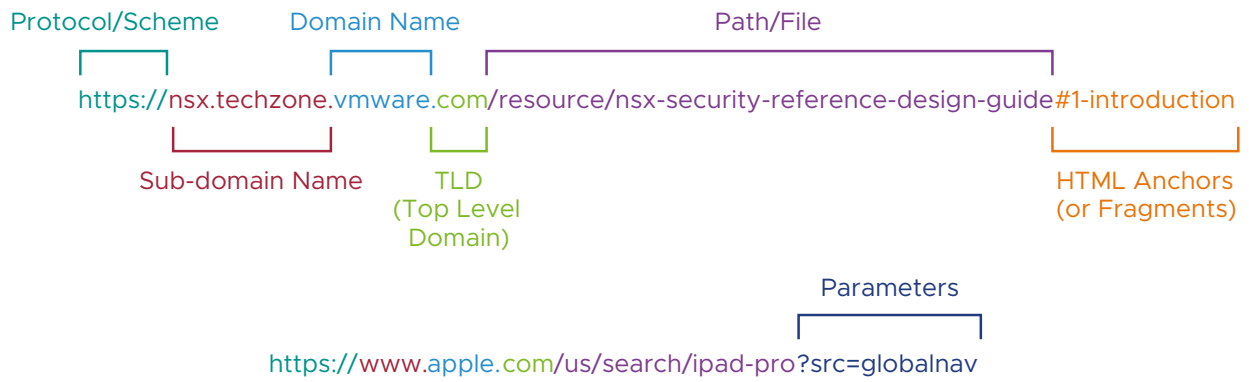 Protocol/Scheme Domain Name Path/File
https://nsx.techzone.vmware.com/resource/nsx-security-reference-design-guide#1-introduction
Sub-domain Name TLD HTML Anchors
(Top Level (or Fragments)
Domain)
Parameters
https://www.apple.com/us/search/ipad-pro?src=globalnav